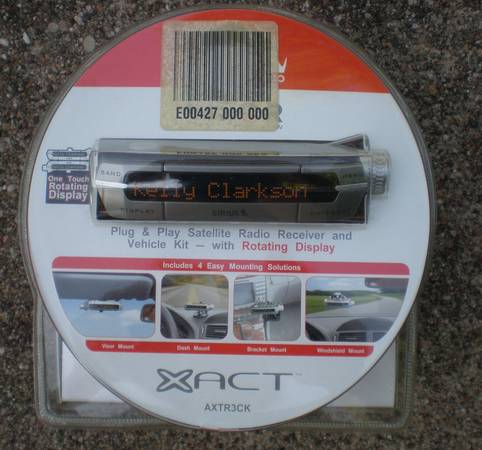 E00427 000 000
R
BAND
One Touch
Rotating
Display
Kelly Clarkson
DISPLAY
SIRIUS
Plug & Play Satellite Radio Receiver and
Vehicle Kit — with Rotating Display
Includes 4 Easy Mounting Solutions
Visor Mount
Dash Mount
Bracket Mount
Windshield Mount
XACT™
AXTR3CK